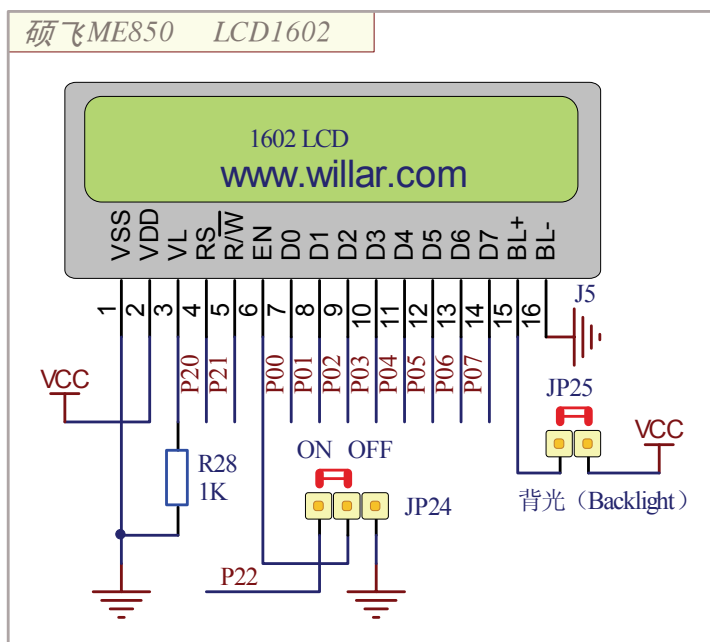 硕飞ME850 LCD1602
1602 LCD
www.willar.com
VSS VDD VL RS R/W EN D0 D1 D2 D3 D4 D5 D6 D7 BL+ BL-
1 2 3 4 5 6 7 8 9 10 11 12 13 14 15 16
J5
P20 P21 P00 P01 P02 P03 P04 P05 P06 P07
VCC
JP25
VCC
R28
1K
ON OFF
JP24
背光（Backlight）
P22